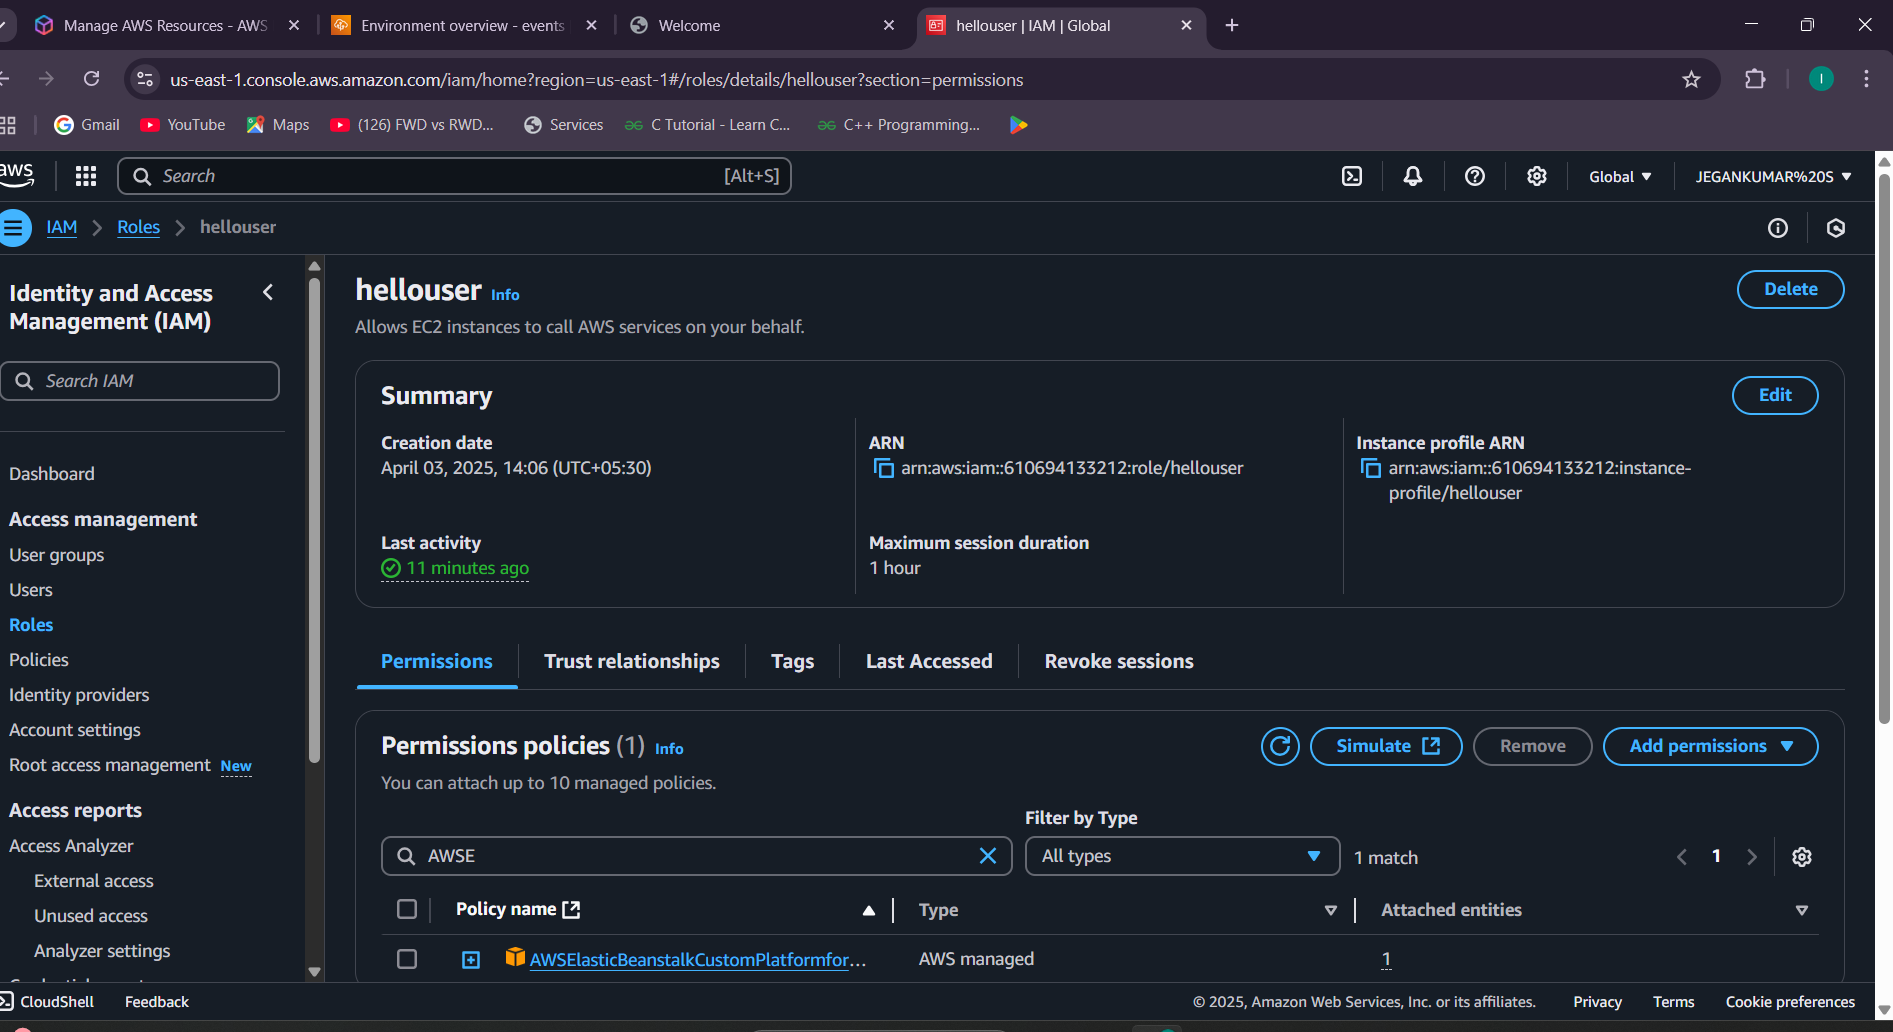 Manage AWS Resources - AWS
Environment overview - events
Welcome
hellouser | IAM | Global
us-east-1.console.aws.amazon.com/iam/home?region=us-east-1#/roles/details/hellouser?section=permissions
I
Gmail
YouTube
Maps
(126) FWD vs RWD...
Services
C Tutorial - Learn C...
C++ Programming...
aws
Search
[Alt+S]
Global
JEGANKUMAR%20S
IAM
Roles
hellouser
Identity and Access
Management (IAM)
Search IAM
Dashboard
Access management
User groups
Users
Roles
Policies
Identity providers
Account settings
Root access management New
Access reports
Access Analyzer
External access
Unused access
Analyzer settings
hellouser Info
Delete
Allows EC2 instances to call AWS services on your behalf.
Summary
Edit
Creation date
April 03, 2025, 14:06 (UTC+05:30)
ARN
arn:aws:iam::610694133212:role/hellouser
Instance profile ARN
arn:aws:iam::610694133212:instance-
profile/hellouser
Last activity
11 minutes ago
Maximum session duration
1 hour
Permissions
Trust relationships
Tags
Last Accessed
Revoke sessions
Permissions policies (1) Info
Simulate
Remove
Add permissions
You can attach up to 10 managed policies.
Filter by Type
AWSE
All types
1 match
1
Policy name
Type
Attached entities
AWSElasticBeanstalkCustomPlatformfor...
AWS managed
1
CloudShell
Feedback
© 2025, Amazon Web Services, Inc. or its affiliates.
Privacy
Terms
Cookie preferences